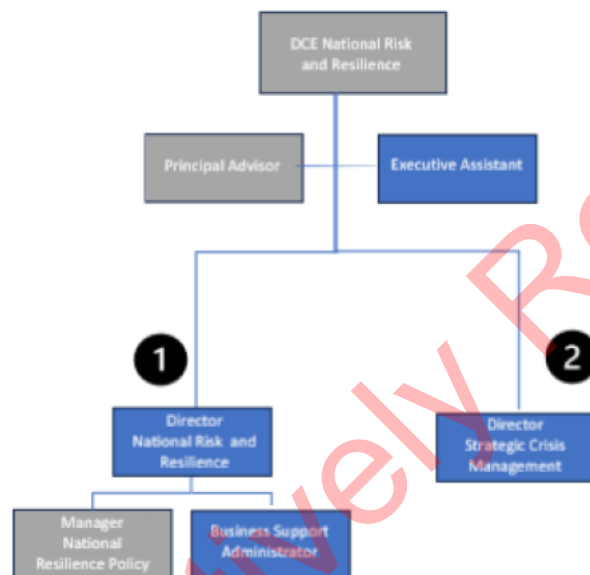 DCE National Risk
and Resilience
Principal Advisor
Executive Assistant
1
2
Director
National Risk and
Resilience
Director
Strategic Crisis
Management
Manager
National
Resilience Policy
Business Support
Administrator